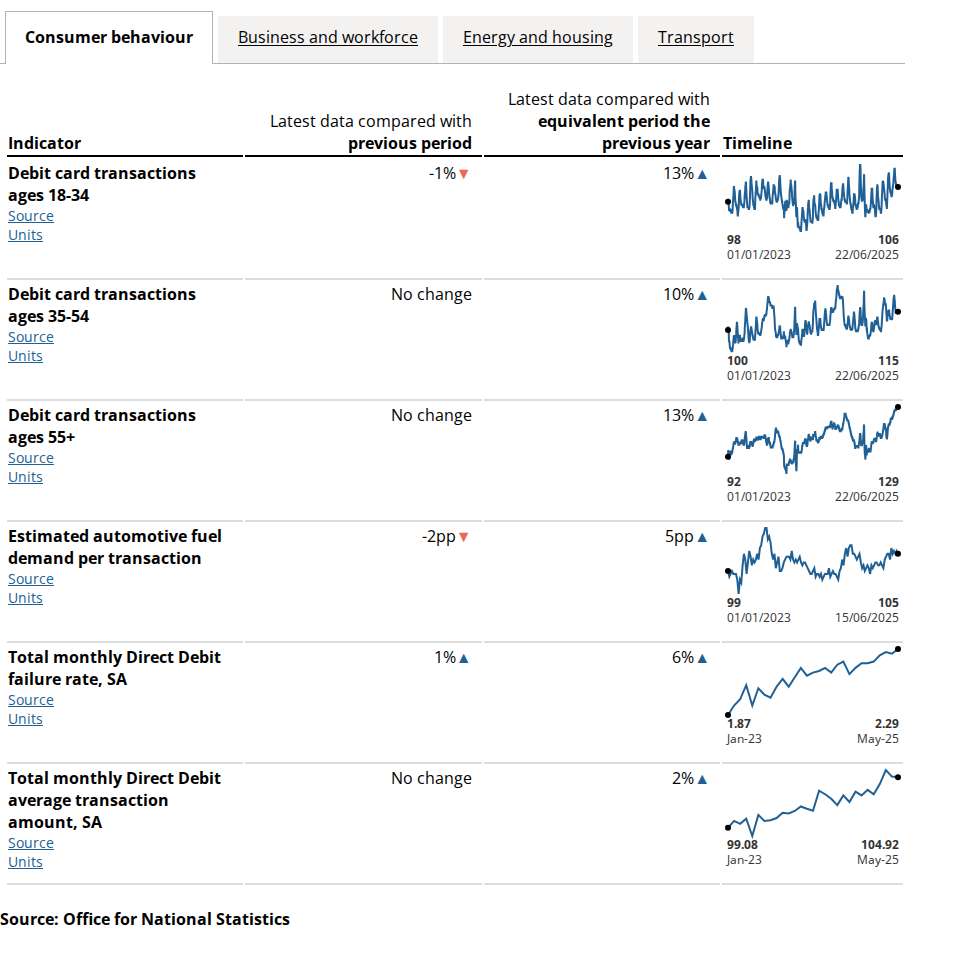 Consumer behaviour
Business and workforce
Energy and housing
Transport
Indicator
Latest data compared with
previous period
Latest data compared with
equivalent period the
previous year
Timeline
Debit card transactions
ages 18-34
Source
Units
-1%▼
13%▲
98
106
01/01/2023
22/06/2025
Debit card transactions
ages 35-54
Source
Units
No change
10%▲
100
115
01/01/2023
22/06/2025
Debit card transactions
ages 55+
Source
Units
No change
13%▲
92
129
01/01/2023
22/06/2025
Estimated automotive fuel
demand per transaction
Source
Units
-2pp▼
5pp▲
99
105
01/01/2023
15/06/2025
Total monthly Direct Debit
failure rate, SA
Source
Units
1%▲
6%▲
1.87
2.29
Jan-23
May-25
Total monthly Direct Debit
average transaction
amount, SA
Source
Units
No change
2%▲
99.08
104.92
Jan-23
May-25
Source: Office for National Statistics